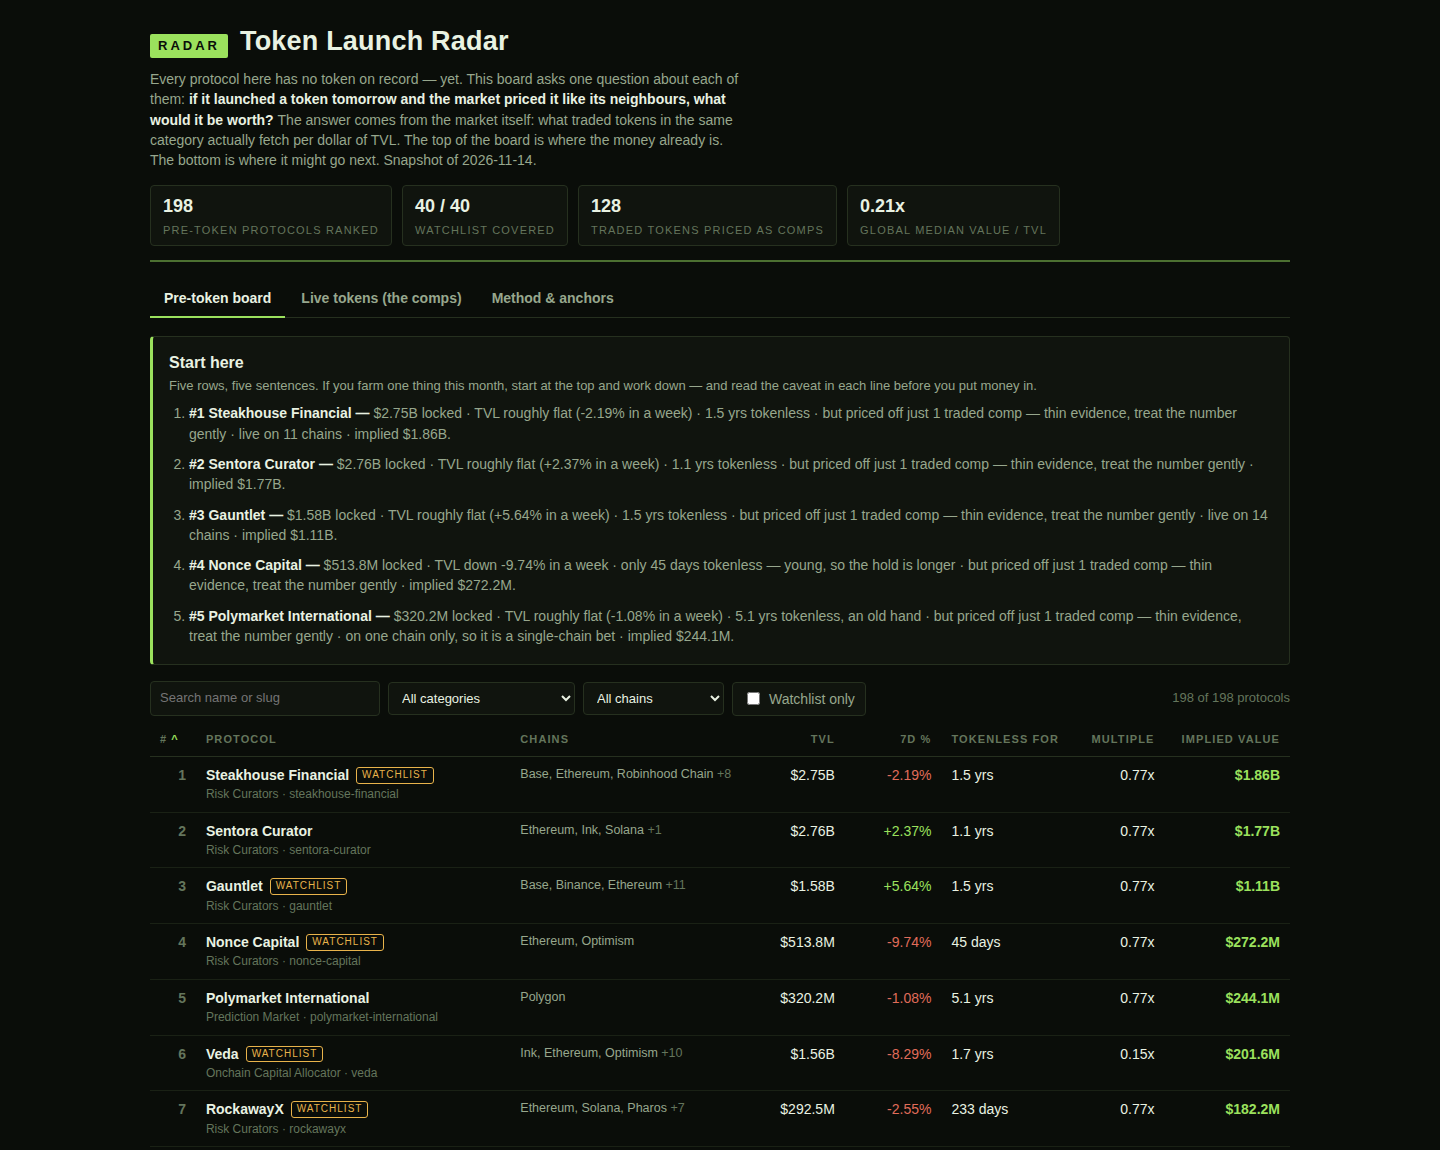 RADAR Token Launch Radar
Every protocol here has no token on record — yet. This board asks one question about each of
them: if it launched a token tomorrow and the market priced it like its neighbours, what
would it be worth? The answer comes from the market itself: what traded tokens in the same
category actually fetch per dollar of TVL. The top of the board is where the money already is.
The bottom is where it might go next. Snapshot of 2026-11-14.
198 40 / 40 128 0.21x
PRE-TOKEN PROTOCOLS RANKED WATCHLIST COVERED TRADED TOKENS PRICED AS COMPS GLOBAL MEDIAN VALUE / TVL
Pre-token board Live tokens (the comps) Method & anchors
Start here
Five rows, five sentences. If you farm one thing this month, start at the top and work down — and read the caveat in each line before you put money in.
1. #1 Steakhouse Financial — $2.75B locked · TVL roughly flat (-2.19% in a week) · 1.5 yrs tokenless · but priced off just 1 traded comp — thin evidence, treat the number
gently · live on 11 chains · implied $1.86B.
2. #2 Sentora Curator — $2.76B locked · TVL roughly flat (+2.37% in a week) · 1.1 yrs tokenless · but priced off just 1 traded comp — thin evidence, treat the number gently ·
implied $1.77B.
3. #3 Gauntlet — $1.58B locked · TVL roughly flat (+5.64% in a week) · 1.5 yrs tokenless · but priced off just 1 traded comp — thin evidence, treat the number gently · live on 14
chains · implied $1.11B.
4. #4 Nonce Capital — $513.8M locked · TVL down -9.74% in a week · only 45 days tokenless — young, so the hold is longer · but priced off just 1 traded comp — thin
evidence, treat the number gently · implied $272.2M.
5. #5 Polymarket International — $320.2M locked · TVL roughly flat (-1.08% in a week) · 5.1 yrs tokenless, an old hand · but priced off just 1 traded comp — thin evidence,
treat the number gently · on one chain only, so it is a single-chain bet · implied $244.1M.
Search name or slug All categories All chains Watchlist only 198 of 198 protocols
# ^ PROTOCOL CHAINS TVL 7D % TOKENLESS FOR MULTIPLE IMPLIED VALUE
1 Steakhouse Financial WATCHLIST Base, Ethereum, Robinhood Chain +8 $2.75B -2.19% 1.5 yrs 0.77x $1.86B
Risk Curators · steakhouse-financial
2 Sentora Curator Ethereum, Ink, Solana +1 $2.76B +2.37% 1.1 yrs 0.77x $1.77B
Risk Curators · sentora-curator
3 Gauntlet WATCHLIST Base, Binance, Ethereum +11 $1.58B +5.64% 1.5 yrs 0.77x $1.11B
Risk Curators · gauntlet
4 Nonce Capital WATCHLIST Ethereum, Optimism $513.8M -9.74% 45 days 0.77x $272.2M
Risk Curators · nonce-capital
5 Polymarket International Polygon $320.2M -1.08% 5.1 yrs 0.77x $244.1M
Prediction Market · polymarket-international
6 Veda WATCHLIST Ink, Ethereum, Optimism +10 $1.56B -8.29% 1.7 yrs 0.15x $201.6M
Onchain Capital Allocator · veda
7 RockawayX WATCHLIST Ethereum, Solana, Pharos +7 $292.5M -2.55% 233 days 0.77x $182.2M
Risk Curators · rockawayx